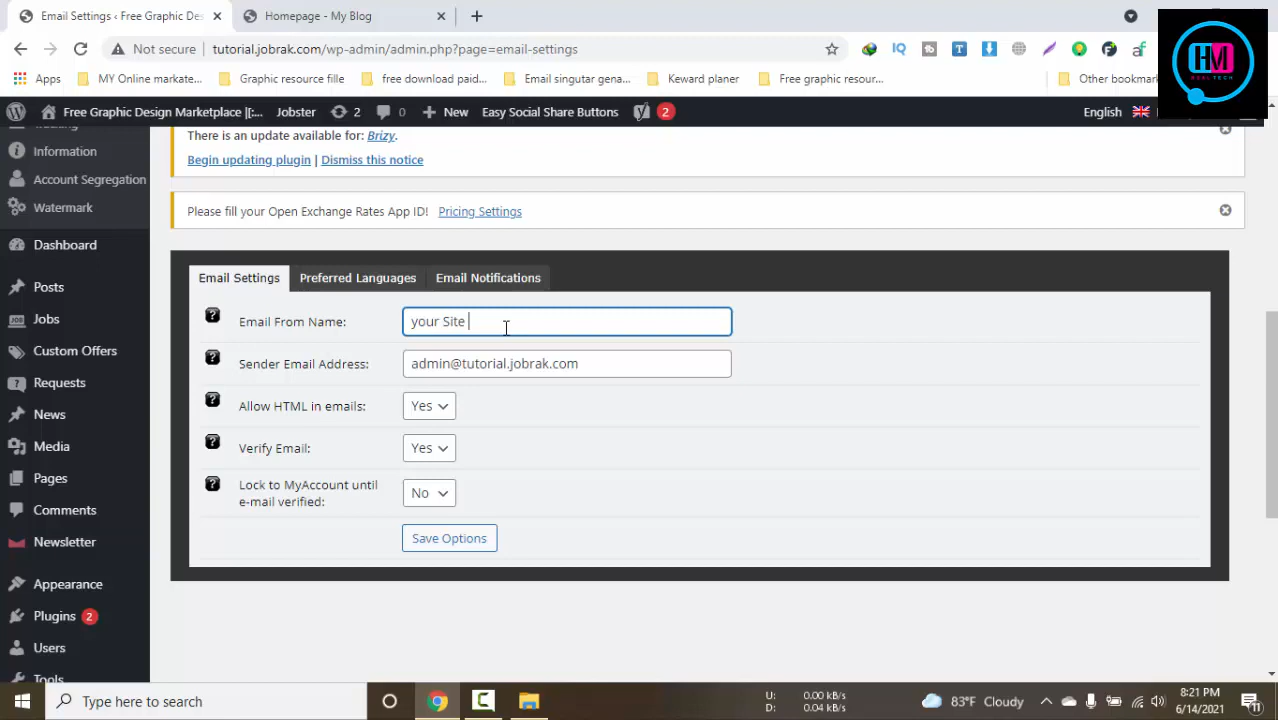 Email Settings ‹ Free Graphic Des
Homepage - My Blog
Not secure
tutorial.jobrak.com/wp-admin/admin.php?page=email-settings
Apps
MY Online markate...
Graphic resource file
free download paid...
Email singutar gena...
Keward planer
Free graphic resour...
Other bookmark
Free Graphic Design Marketplace |[:...
Jobster
2
0
New
Easy Social Share Buttons
2
English
HM
REAL TECH
Information
Account Segregation
Watermark
Dashboard
Posts
Jobs
Custom Offers
Requests
News
Media
Pages
Comments
Newsletter
Appearance
Plugins 2
Users
Tools
There is an update available for: Brizy.
Begin updating plugin | Dismiss this notice
Please fill your Open Exchange Rates App ID! Pricing Settings
Email Settings
Preferred Languages
Email Notifications
Email From Name:
your Site
Sender Email Address:
admin@tutorial.jobrak.com
Allow HTML in emails:
Yes
Verify Email:
Yes
Lock to MyAccount until
e-mail verified:
No
Save Options
Type here to search
U:
0.00 kB/s
D:
0.04 kB/s
83°F Cloudy
8:21 PM
6/14/2021
11